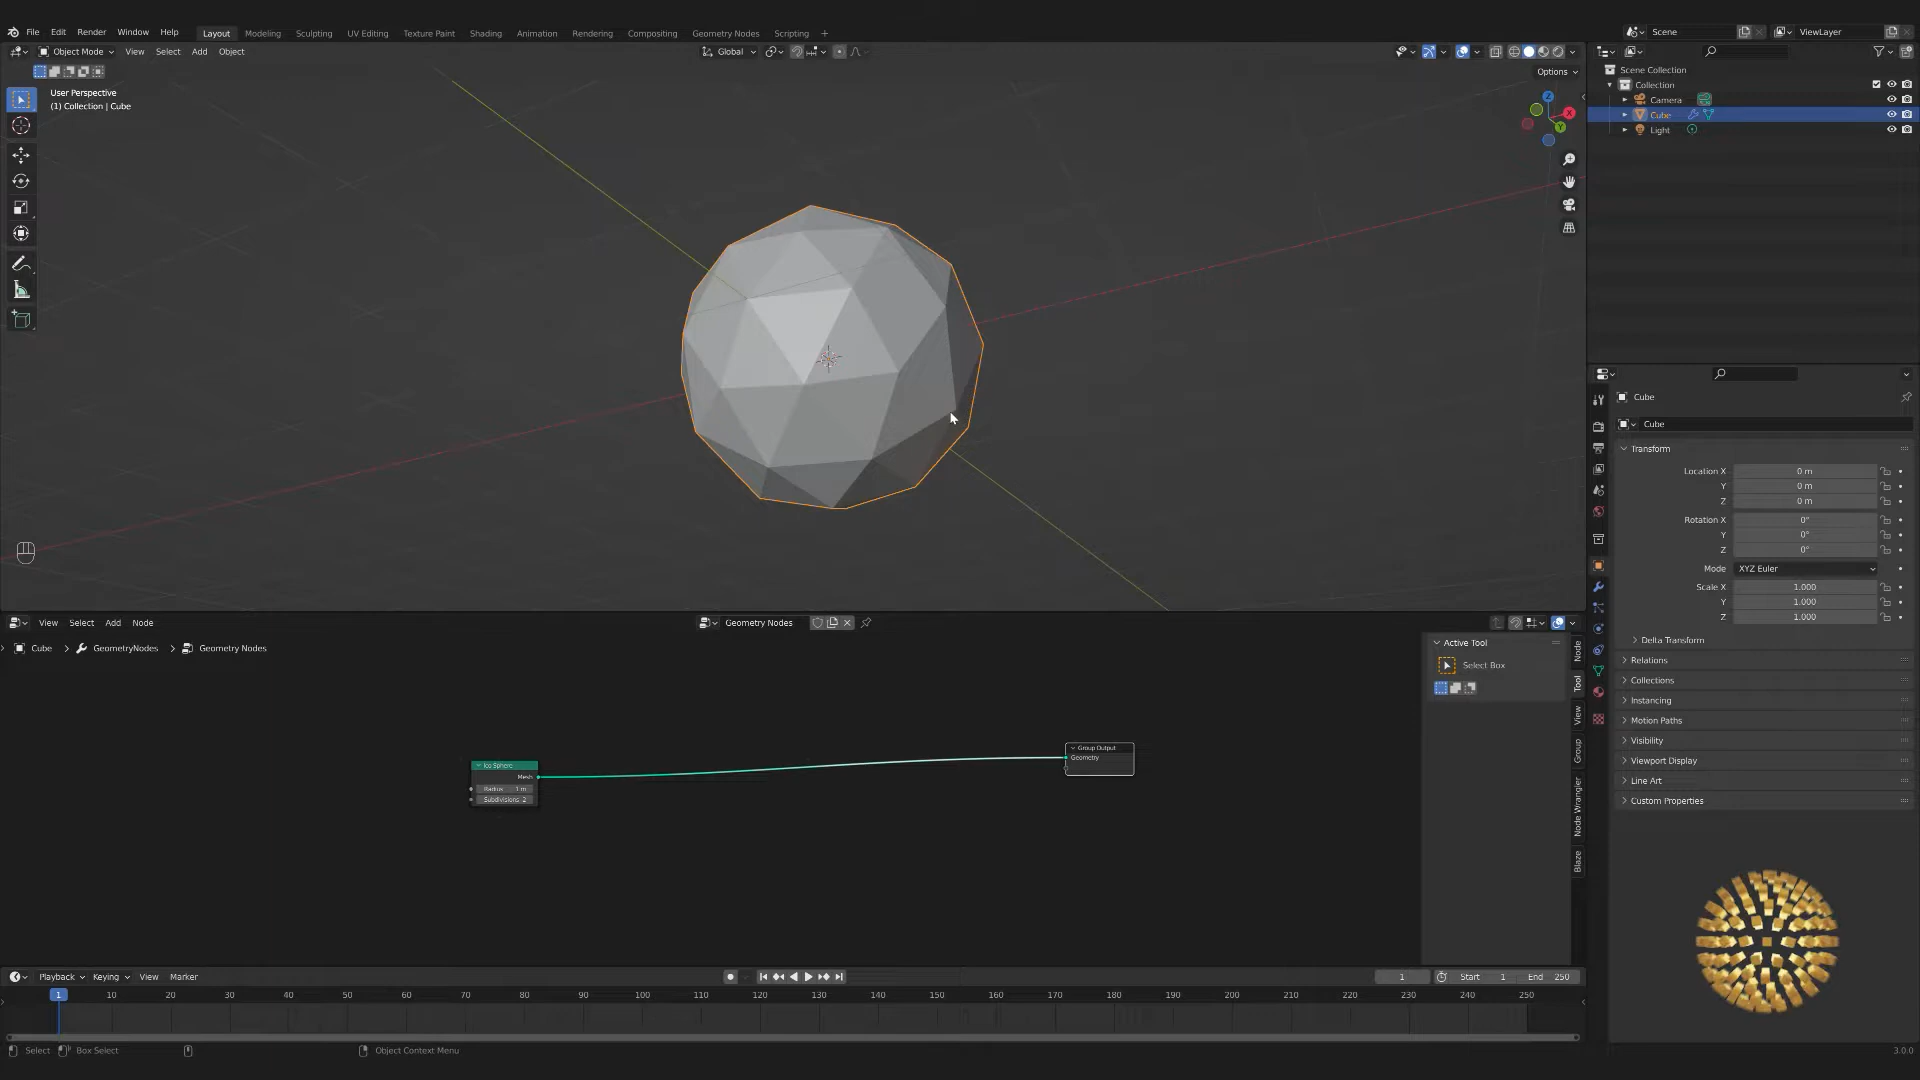 File Edit Render Window Help Layout Modeling Sculpting UV Editing Texture Paint Shading Animation Rendering Compositing Geometry Nodes Scripting +
Scene ViewLayer
Object Mode View Select Add Object Global
Options
User Perspective
(1) Collection | Cube
Z
X
Y
Scene Collection
Collection
Camera
Cube
Light
Cube
Cube
Transform
Location X 0 m
Y 0 m
Z 0 m
Rotation X 0°
Y 0°
Z 0°
Mode XYZ Euler
Scale X 1.000
Y 1.000
Z 1.000
Delta Transform
Relations
Collections
Instancing
Motion Paths
Visibility
Viewport Display
Line Art
Custom Properties
View Select Add Node Geometry Nodes
Cube GeometryNodes Geometry Nodes
Active Tool
Select Box
Node
Tool
View
Group
Node Wrangler
Blaze
Ico Sphere
Mesh
Radius 1 m
Subdivisions 2
Group Output
Geometry
Playback Keying View Marker 1 Start 1 End 250
1 10 20 30 40 50 60 70 80 90 100 110 120 130 140 150 160 170 180 190 200 210 220 230 240 250
Select Box Select Object Context Menu 3.0.0